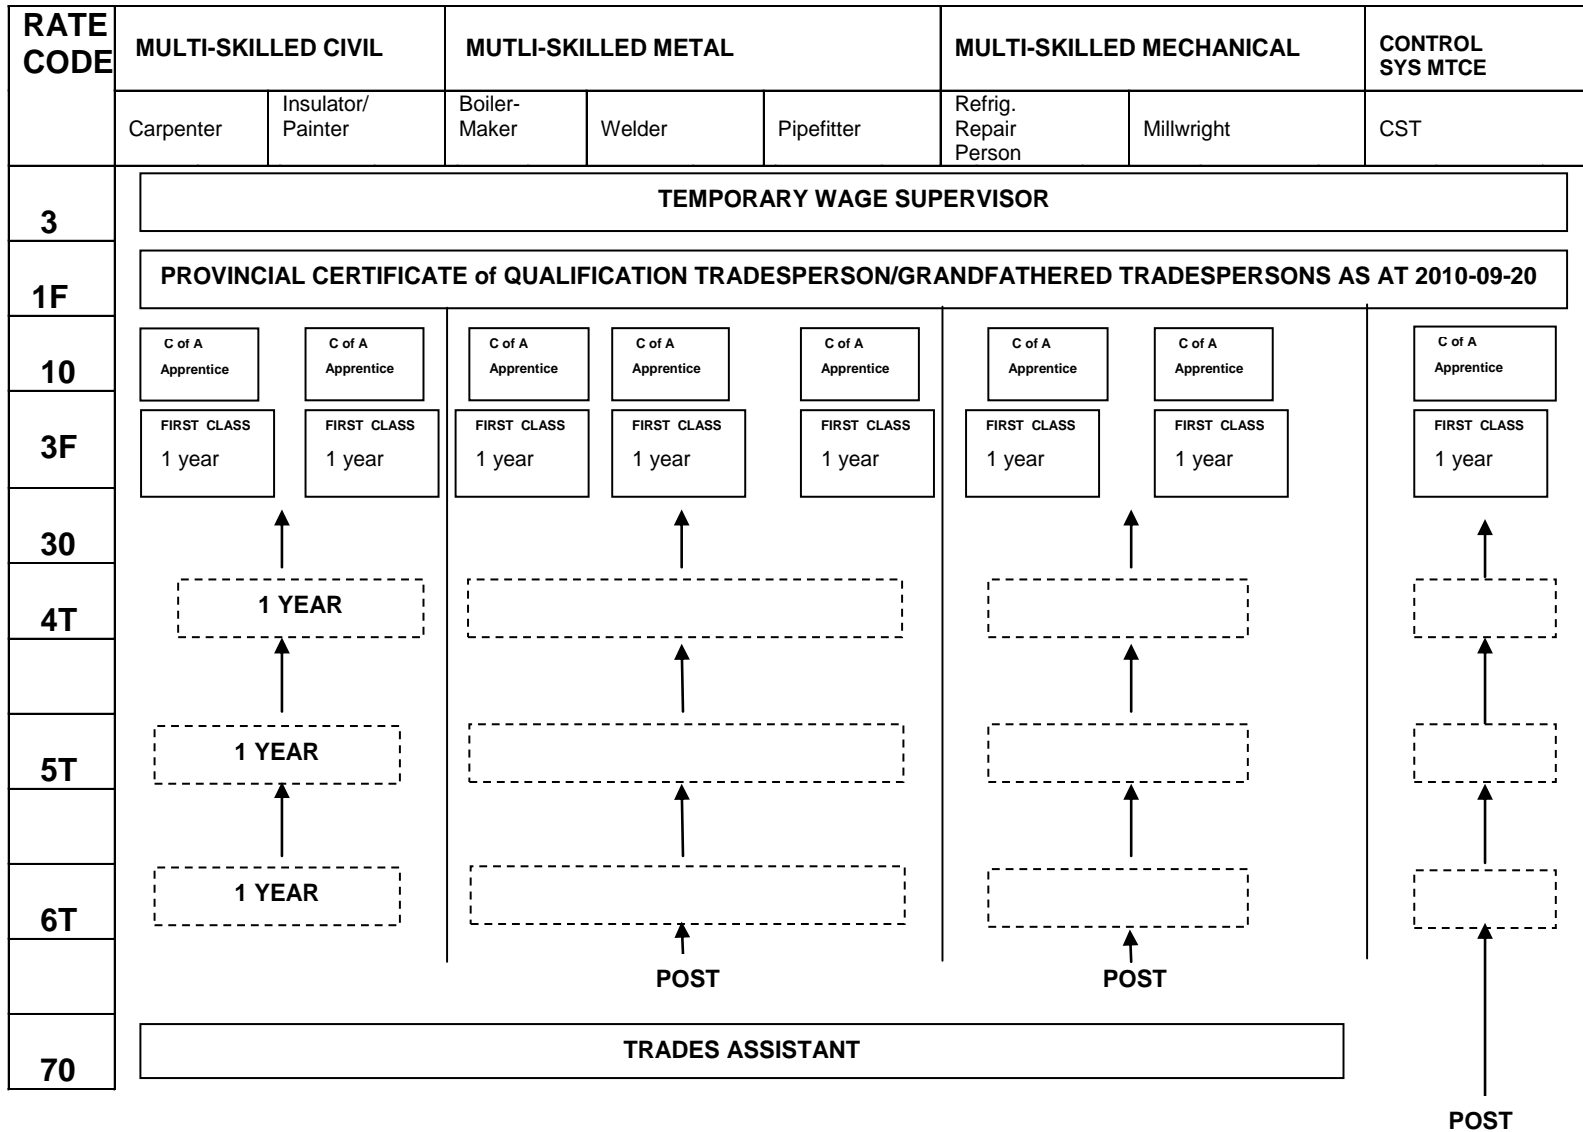 RATE
CODE
MULTI-SKILLED CIVIL
MUTLI-SKILLED METAL
MULTI-SKILLED MECHANICAL
CONTROL
SYS MTCE
Carpenter
Insulator/
Painter
Boiler-
Maker
Welder
Pipefitter
Refrig.
Repair
Person
Millwright
CST
3
TEMPORARY WAGE SUPERVISOR
1F
PROVINCIAL CERTIFICATE of QUALIFICATION TRADESPERSON/GRANDFATHERED TRADESPERSONS AS AT 2010-09-20
10
C of A
Apprentice
C of A
Apprentice
C of A
Apprentice
C of A
Apprentice
C of A
Apprentice
C of A
Apprentice
C of A
Apprentice
C of A
Apprentice
3F
FIRST CLASS
1 year
FIRST CLASS
1 year
FIRST CLASS
1 year
FIRST CLASS
1 year
FIRST CLASS
1 year
FIRST CLASS
1 year
FIRST CLASS
1 year
FIRST CLASS
1 year
30
4T
1 YEAR
5T
1 YEAR
6T
1 YEAR
POST
POST
70
TRADES ASSISTANT
POST